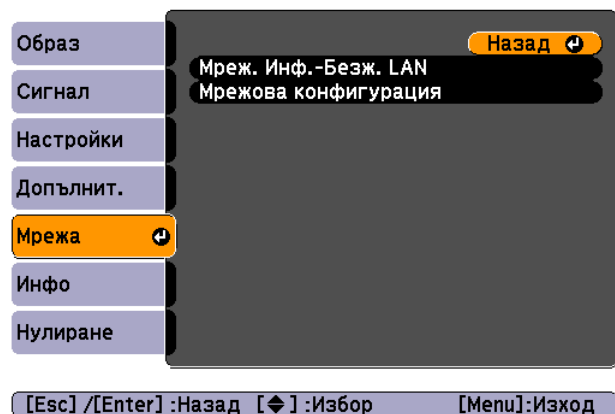 Образ
Сигнал
Настройки
Допълнит.
Мрежа
Инфо
Нулиране
Назад
Мреж. Инф.-Безж. LAN
Мрежова конфигурация
[Esc] /[Enter] :Назад [◆] :Избор [Menu]:Изход